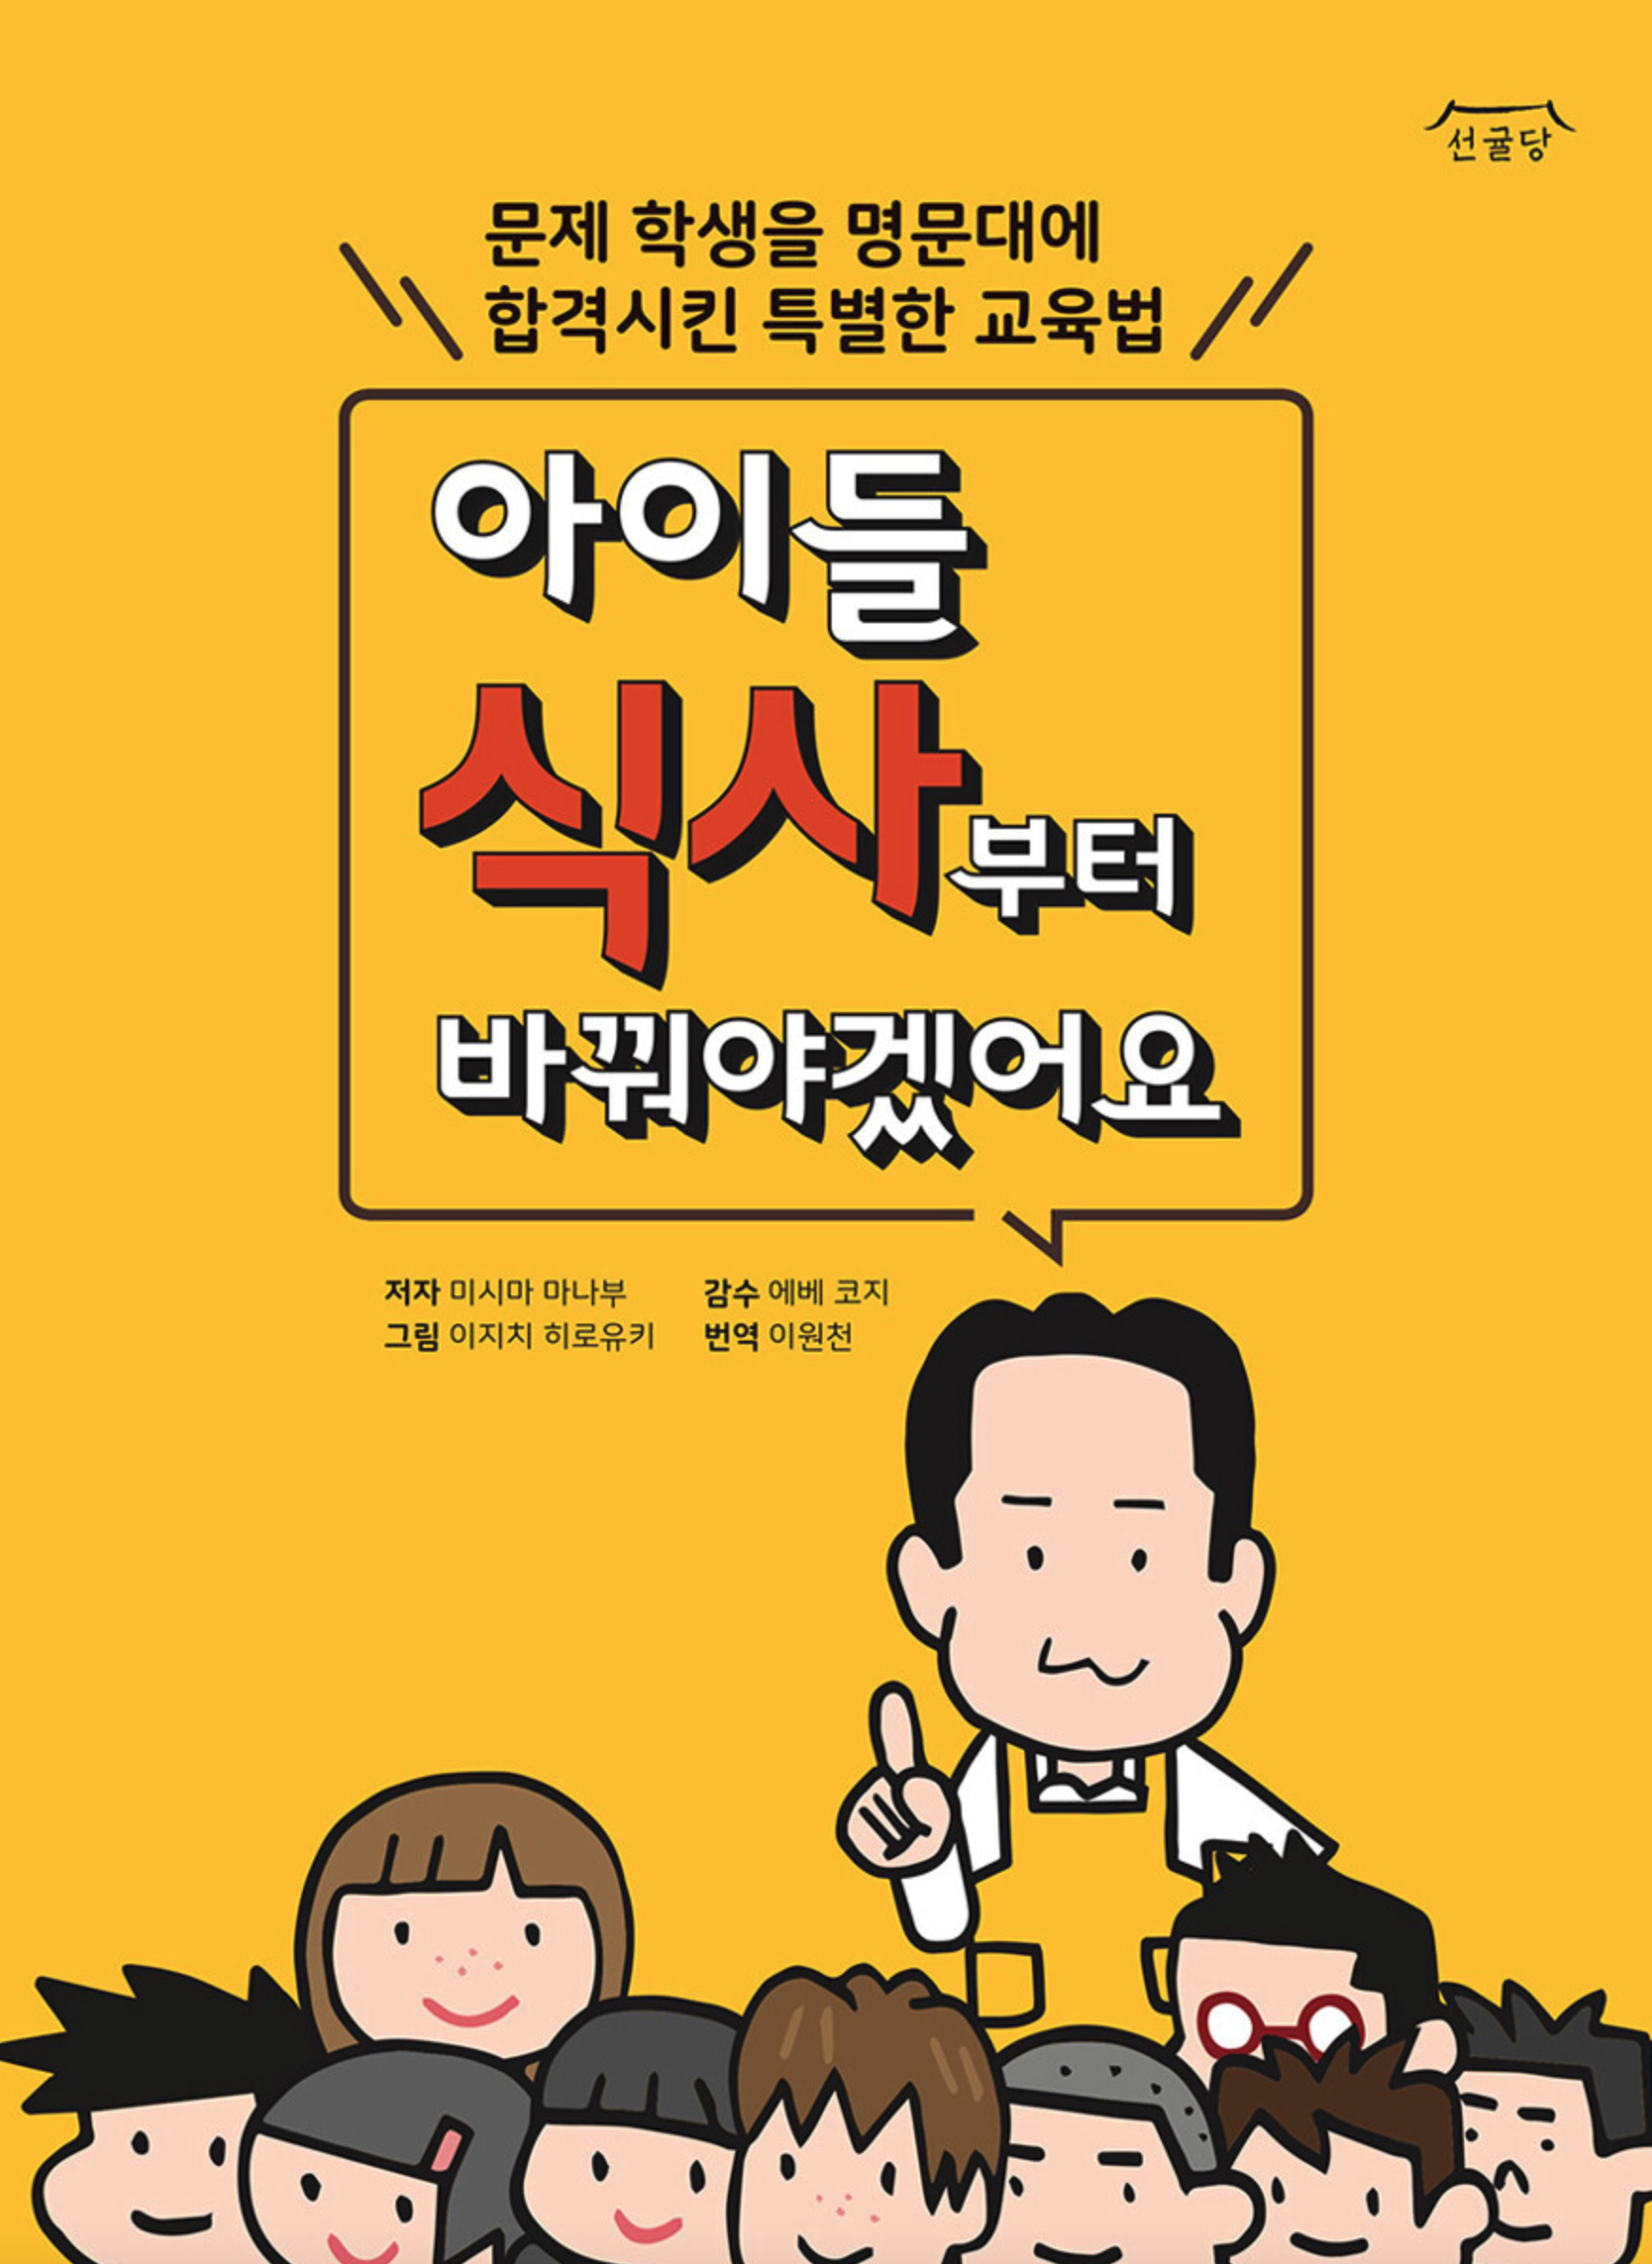 선귤당
문제 학생을 명문대에
합격시킨 특별한 교육법
아이들
식사부터
바꿔야겠어요
저자 미시마 마나부 감수 에베 코지
그림 이지치 히로유키 번역 이원천